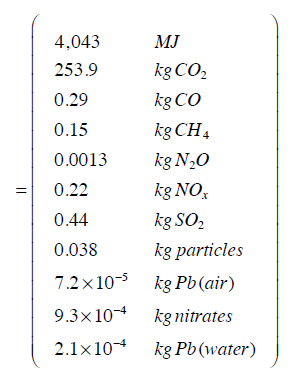 4,043 MJ
253.9 kg CO₂
0.29 kg CO
0.15 kg CH₄
0.0013 kg N₂O
= 0.22 kg NOₓ
0.44 kg SO₂
0.038 kg particles
7.2×10⁻⁵ kg Pb(air)
9.3×10⁻⁴ kg nitrates
2.1×10⁻⁴ kg Pb(water)